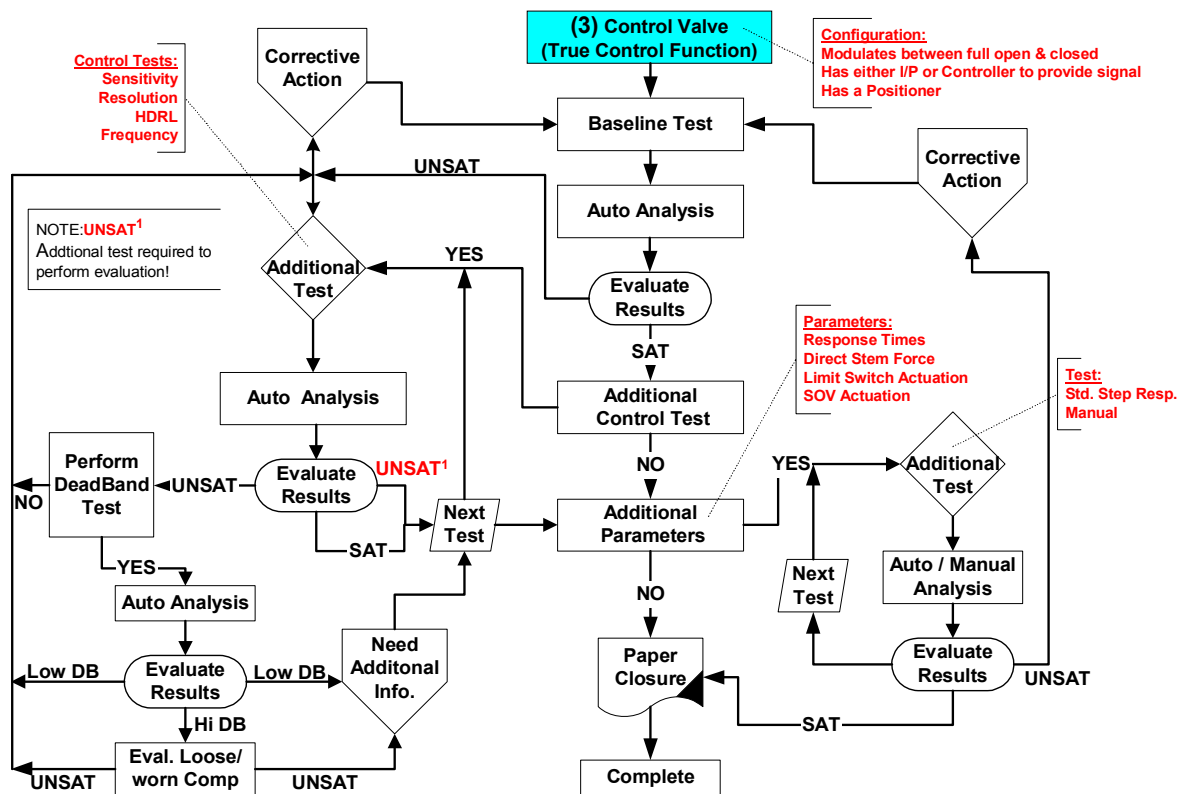 (3) Control Valve
(True Control Function)
Configuration:
Modulates between full open & closed
Has either I/P or Controller to provide signal
Has a Positioner
Control Tests:
Sensitivity
Resolution
HDRL
Frequency
Corrective
Action
Baseline Test
Corrective
Action
UNSAT
Auto Analysis
NOTE:UNSAT¹
Addtional test required to
perform evaluation!
Additional
Test
YES
Evaluate
Results
SAT
Parameters:
Response Times
Direct Stem Force
Limit Switch Actuation
SOV Actuation
Test:
Std. Step Resp.
Manual
Auto Analysis
Additional
Control Test
Perform
DeadBand
Test
NO
UNSAT
Evaluate
Results
UNSAT¹
SAT
NO
YES
Additional
Test
Next
Test
Additional
Parameters
YES
Auto Analysis
NO
Next
Test
Auto / Manual
Analysis
Low DB
Evaluate
Results
Low DB
Need
Additonal
Info.
Paper
Closure
Evaluate
Results
UNSAT
SAT
Hi DB
UNSAT
Eval. Loose/
worn Comp
UNSAT
Complete